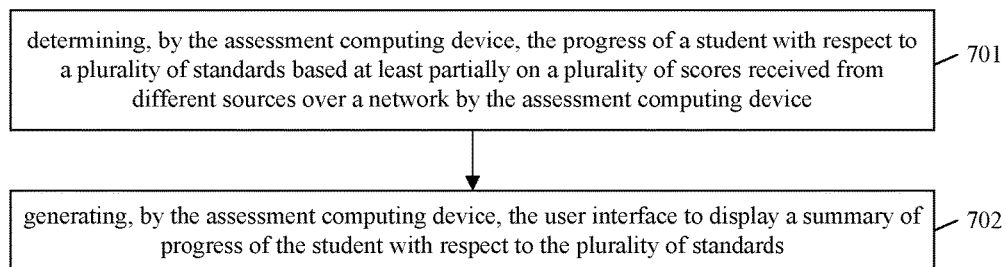 determining, by the assessment computing device, the progress of a student with respect to
a plurality of standards based at least partially on a plurality of scores received from
different sources over a network by the assessment computing device
701
generating, by the assessment computing device, the user interface to display a summary of
progress of the student with respect to the plurality of standards
702